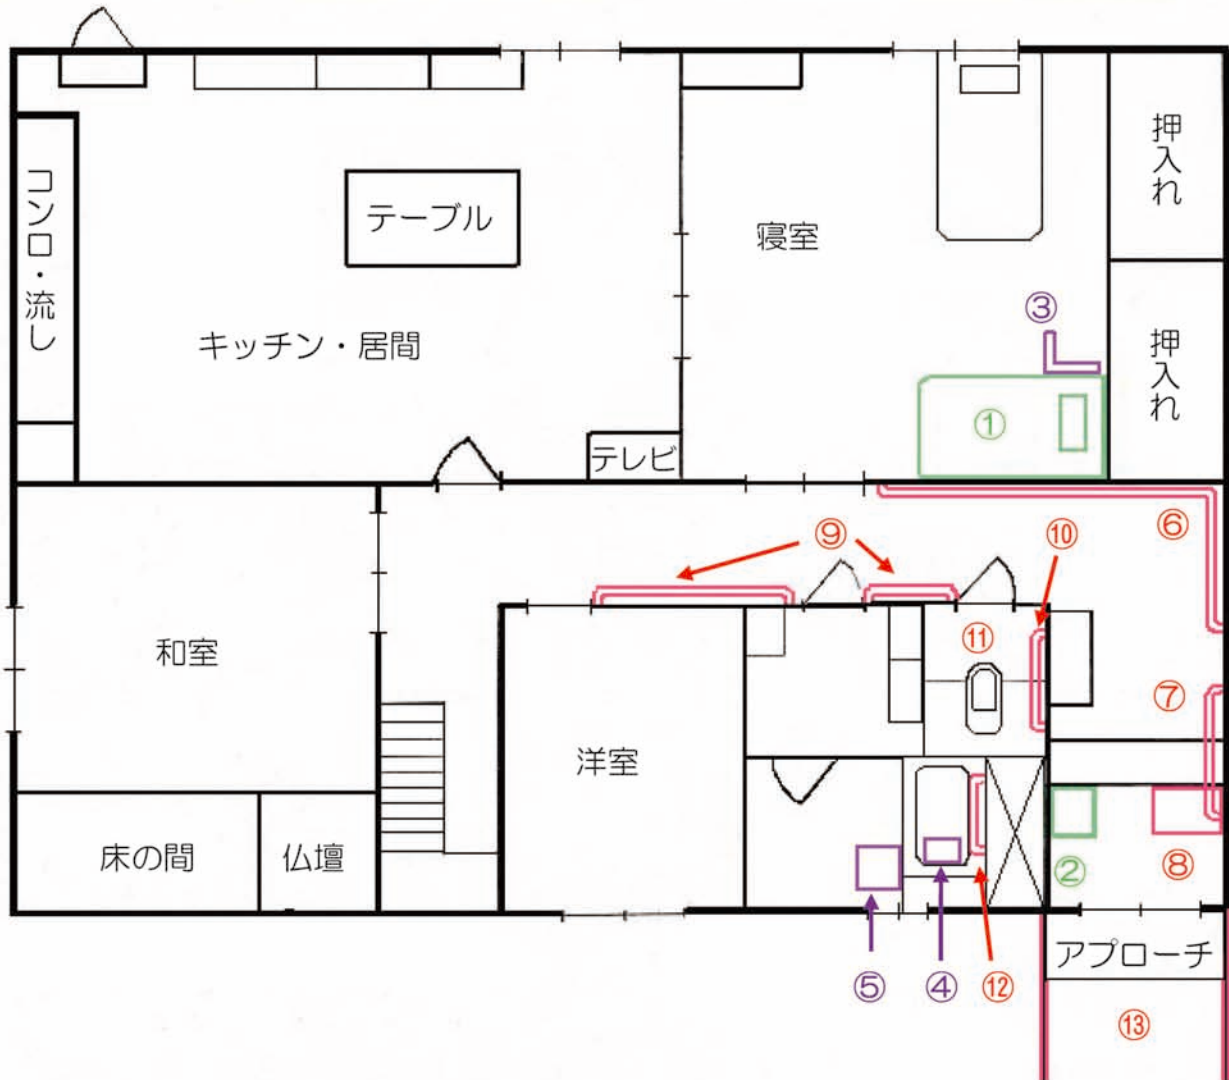 押入れ
コンロ・流し
テーブル
寝室
③
キッチン・居間
押入れ
①
テレビ
⑥
⑨
⑩
⑪
和室
⑦
洋室
床の間
仏壇
②
⑧
アプローチ
⑤
④
⑫
⑬